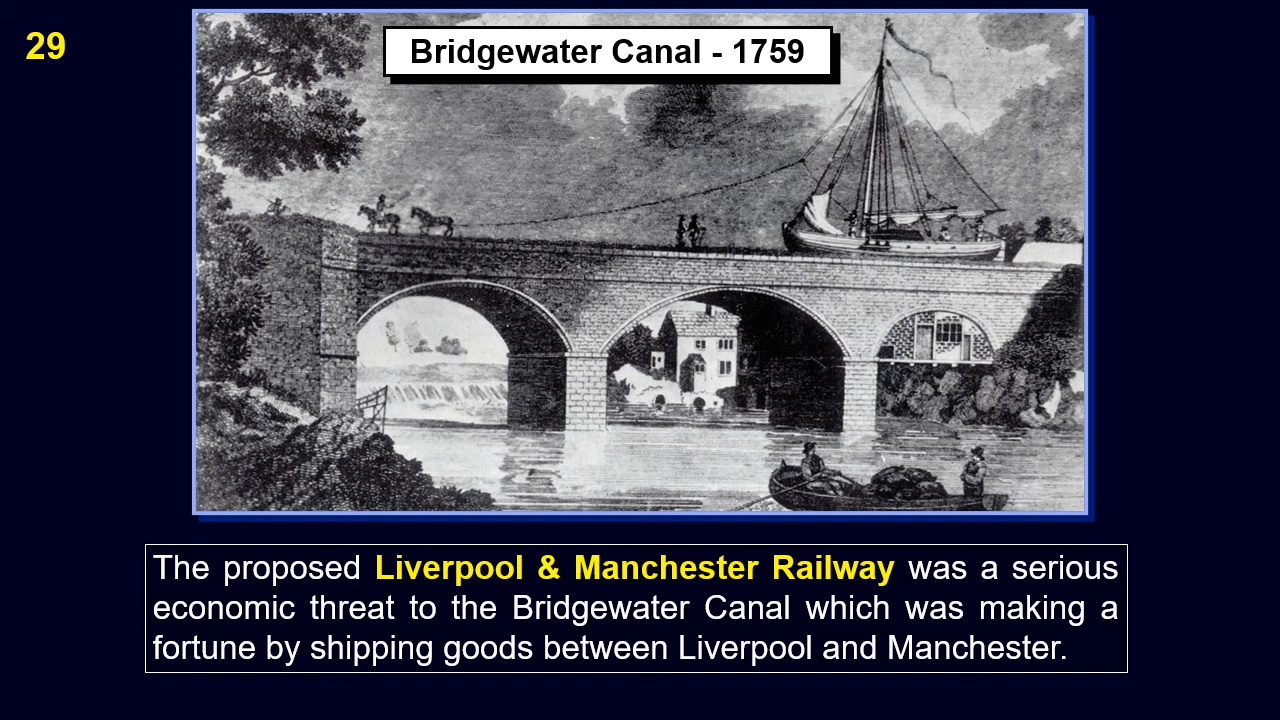 29
Bridgewater Canal - 1759
The proposed Liverpool & Manchester Railway was a serious
economic threat to the Bridgewater Canal which was making a
fortune by shipping goods between Liverpool and Manchester.